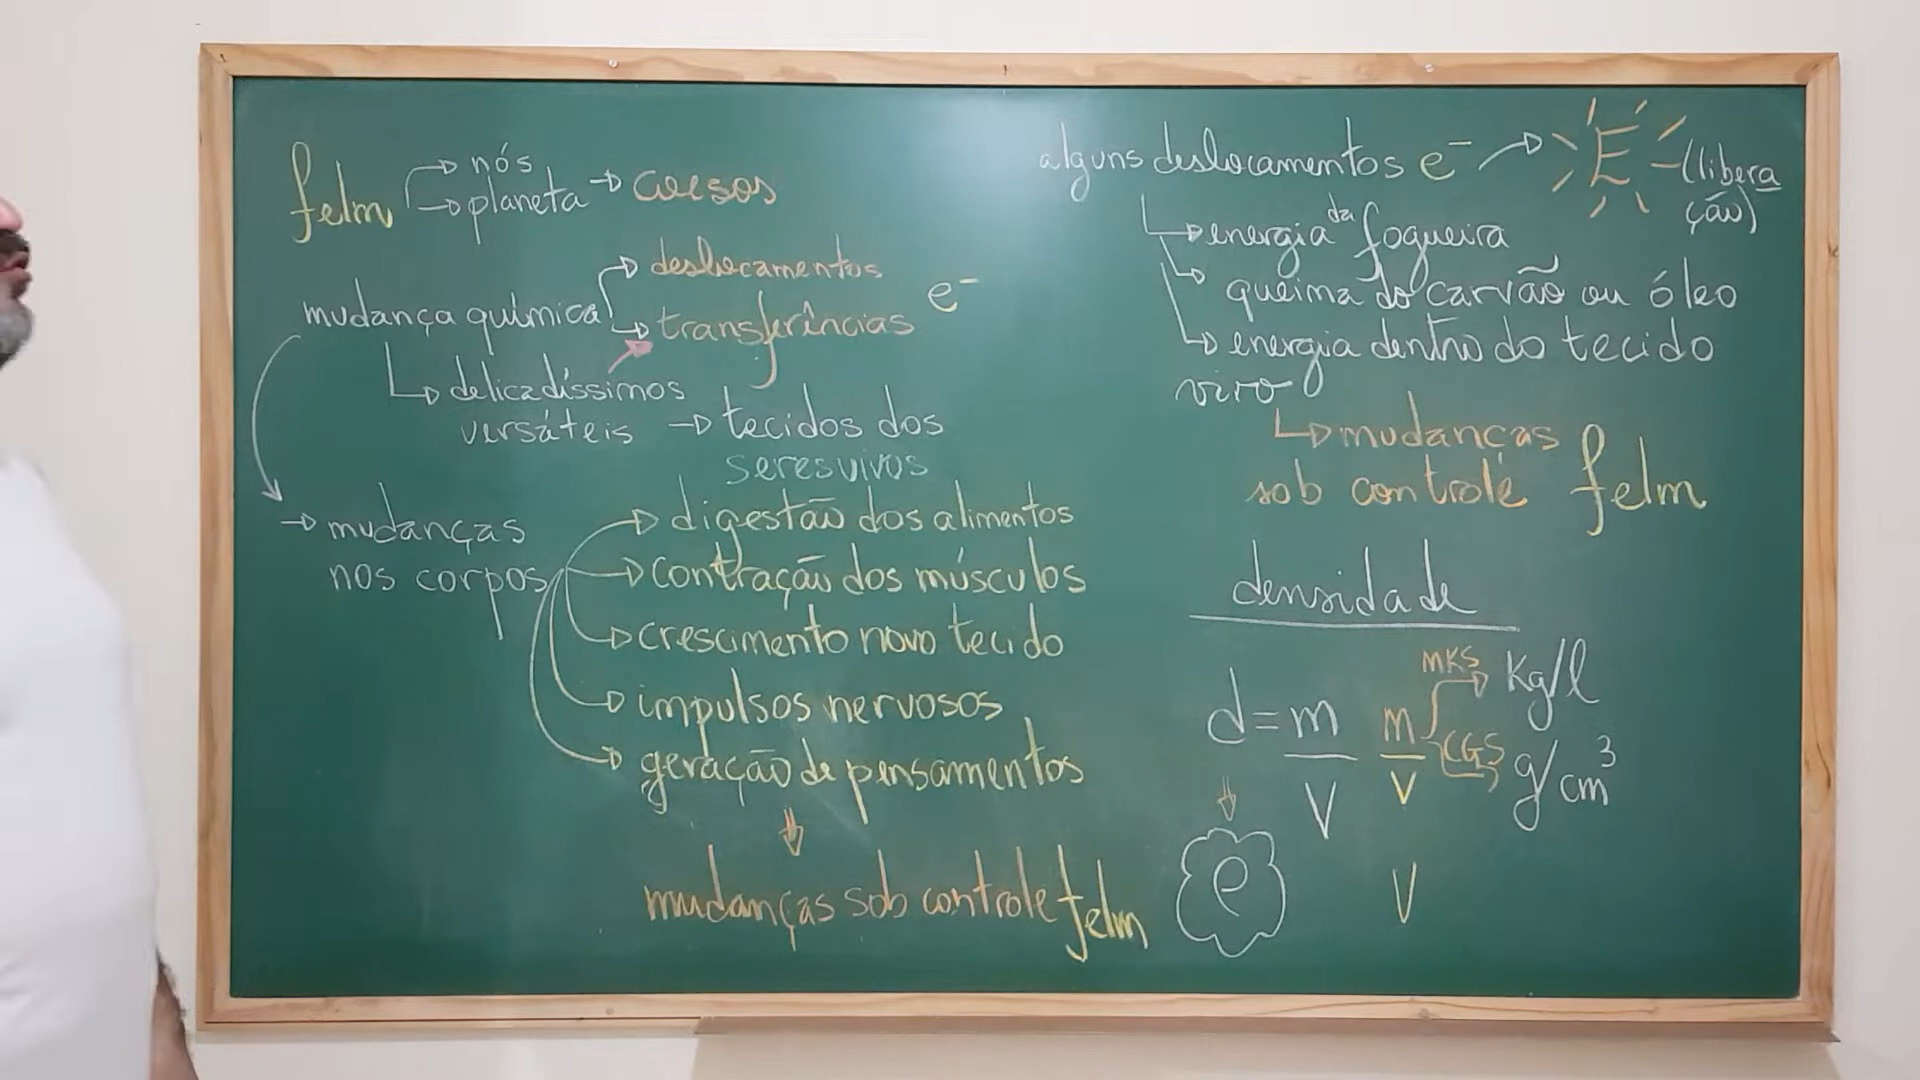 felm
nós
planeta → coesos
mudança química
deslocamentos
transferências
e⁻
delicadíssimos
versáteis → tecidos dos
seres vivos
→ mudanças
nos corpos
digestão dos alimentos
contração dos músculos
crescimento novo tecido
impulsos nervosos
geração de pensamentos
mudanças sob controle felm
alguns deslocamentos e⁻ → E (libera
ção)
energia da fogueira
queima do carvão ou óleo
energia dentro do tecido
vivo
mudanças
sob controle felm
densidade
d = m/V
m/V
MKS kg/l
CGS g/cm³
e
V